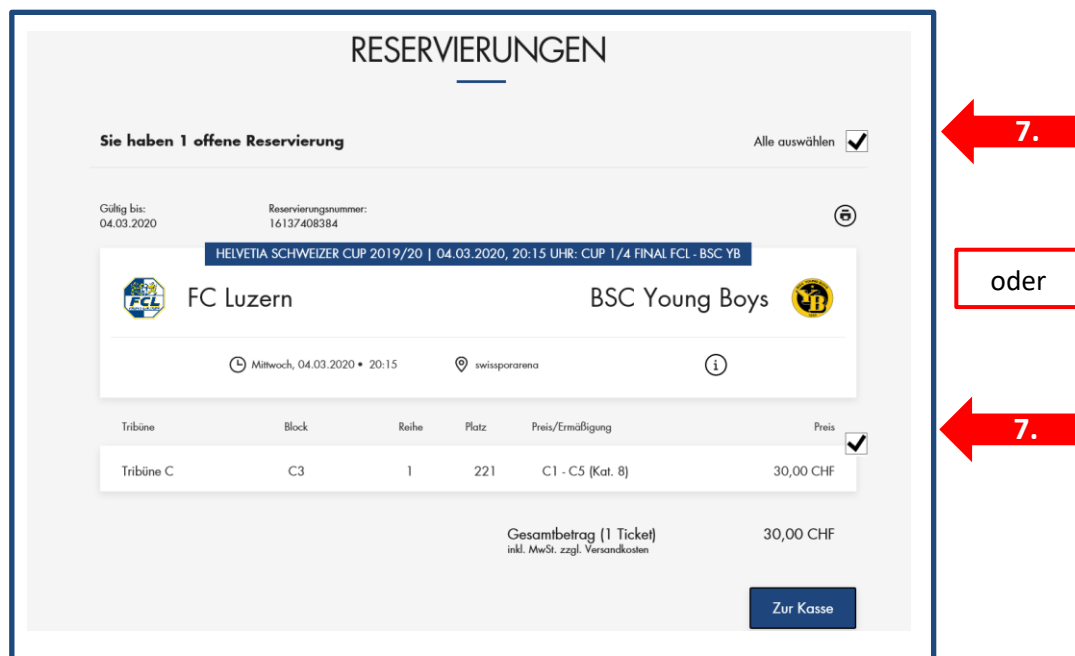 RESERVIERUNGEN
Sie haben 1 offene Reservierung
Alle auswählen
7.
Gültig bis:
04.03.2020
Reservierungsnummer:
16137408384
HELVETIA SCHWEIZER CUP 2019/20 | 04.03.2020, 20:15 UHR: CUP 1/4 FINAL FCL - BSC YB
oder
FCL
FC Luzern
BSC Young Boys
YB
Mittwoch, 04.03.2020 • 20:15
swissporarena
i
7.
Tribüne Block Reihe Platz Preis/Ermäßigung Preis
Tribüne C C3 1 221 C1 - C5 (Kat. 8) 30,00 CHF
Gesamtbetrag (1 Ticket) 30,00 CHF
inkl. MwSt. zzgl. Versandkosten
Zur Kasse